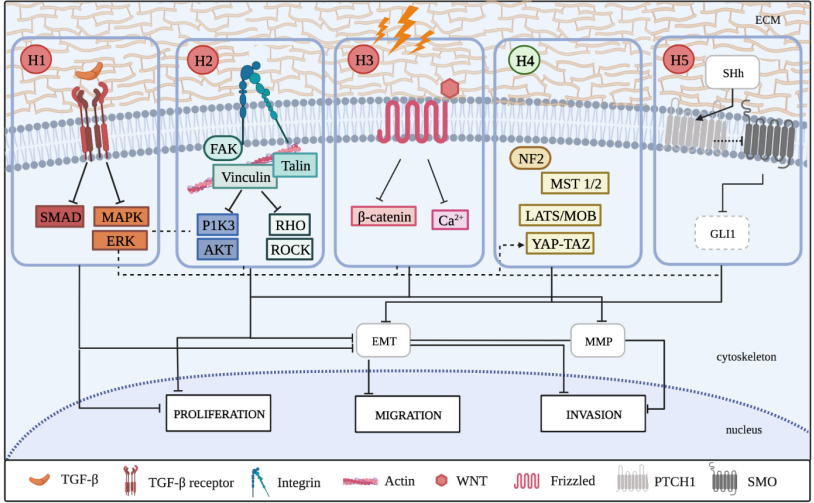 ECM
H1
H2
H3
H4
H5
SHh
FAK
Talin
Vinculin
NF2
MST 1/2
SMAD
MAPK
ERK
P1K3
AKT
RHO
ROCK
β-catenin
Ca2+
LATS/MOB
YAP-TAZ
GLI1
EMT
MMP
cytoskeleton
PROLIFERATION
MIGRATION
INVASION
nucleus
TGF-β
TGF-β receptor
Integrin
Actin
WNT
Frizzled
PTCH1
SMO